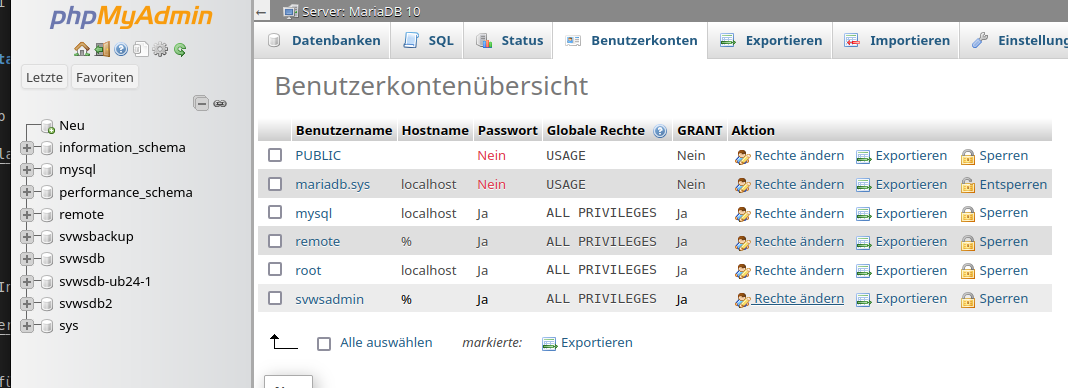 phpMyAdmin
Letzte Favoriten
Neu
information_schema
mysql
performance_schema
remote
svwsbackup
svwsdb
svwsdb-ub24-1
svwsdb2
sys
← Server: MariaDB 10
Datenbanken SQL Status Benutzerkonten Exportieren Importieren
Benutzerkontenübersicht
Benutzername Hostname Passwort Globale Rechte GRANT Aktion
PUBLIC Nein USAGE Nein Rechte ändern Exportieren Sperren
mariadb.sys localhost Nein USAGE Nein Rechte ändern Exportieren Entsperren
mysql localhost Ja ALL PRIVILEGES Ja Rechte ändern Exportieren Sperren
remote % Ja ALL PRIVILEGES Ja Rechte ändern Exportieren Sperren
root localhost Ja ALL PRIVILEGES Ja Rechte ändern Exportieren Sperren
svwsadmin % Ja ALL PRIVILEGES Ja Rechte ändern Exportieren Sperren
Alle auswählen markierte: Exportieren